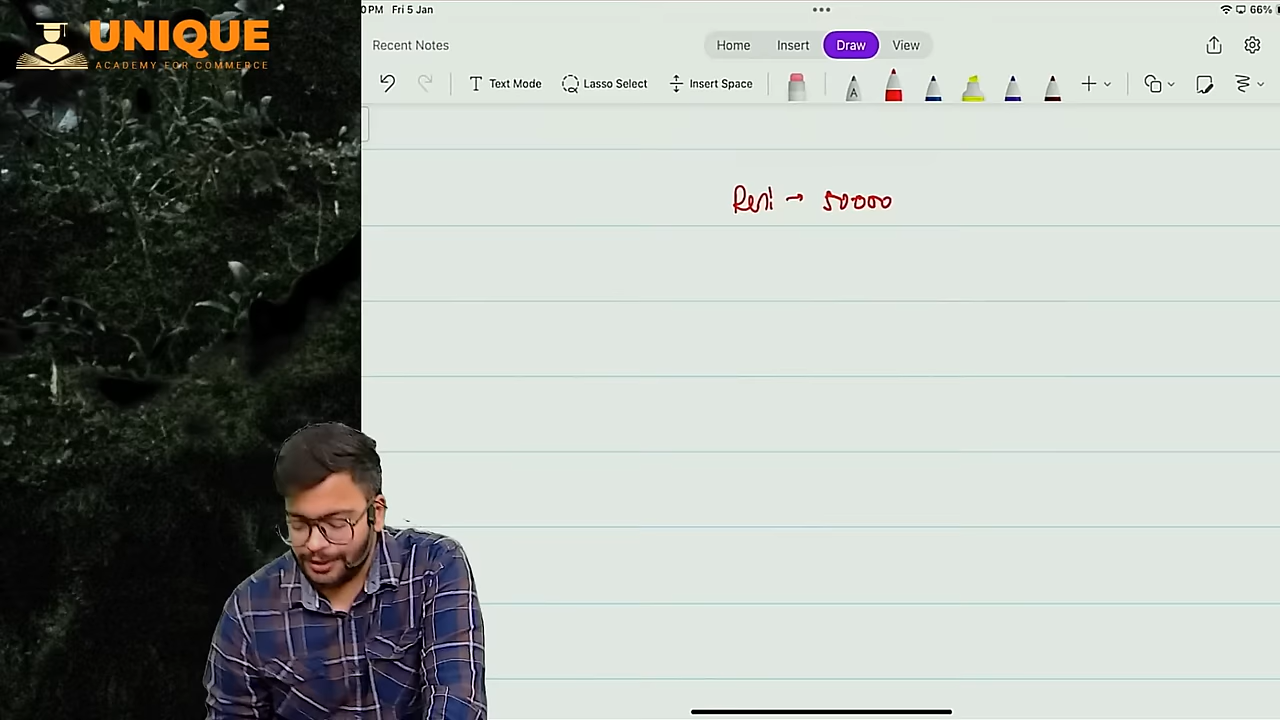 UNIQUE
ACADEMY FOR COMMERCE
0 PM Fri 5 Jan
66%
Recent Notes
Home Insert Draw View
Text Mode Lasso Select Insert Space
A
Rent → 50000